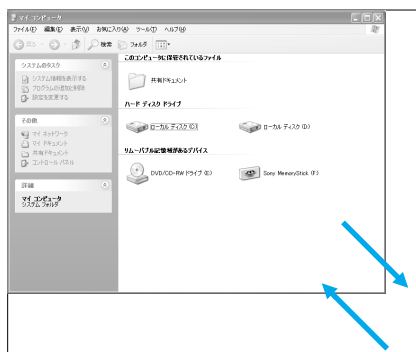 マイ コンピュータ
ファイル(F) 編集(E) 表示(V) お気に入り(A) ツール(T) ヘルプ(H)
戻る 検索 フォルダ
システムのタスク
システム情報を表示する
プログラムの追加と削除
設定を変更する
その他
マイ ネットワーク
マイ ドキュメント
共有ドキュメント
コントロール パネル
詳細
マイ コンピュータ
システム フォルダ
このコンピュータに保管されているファイル
共有ドキュメント
ハード ディスク ドライブ
ローカル ディスク (C:)
ローカル ディスク (D:)
リムーバブル記憶域があるデバイス
DVD/CD-RW ドライブ (E:)
Sony MemoryStick (F:)